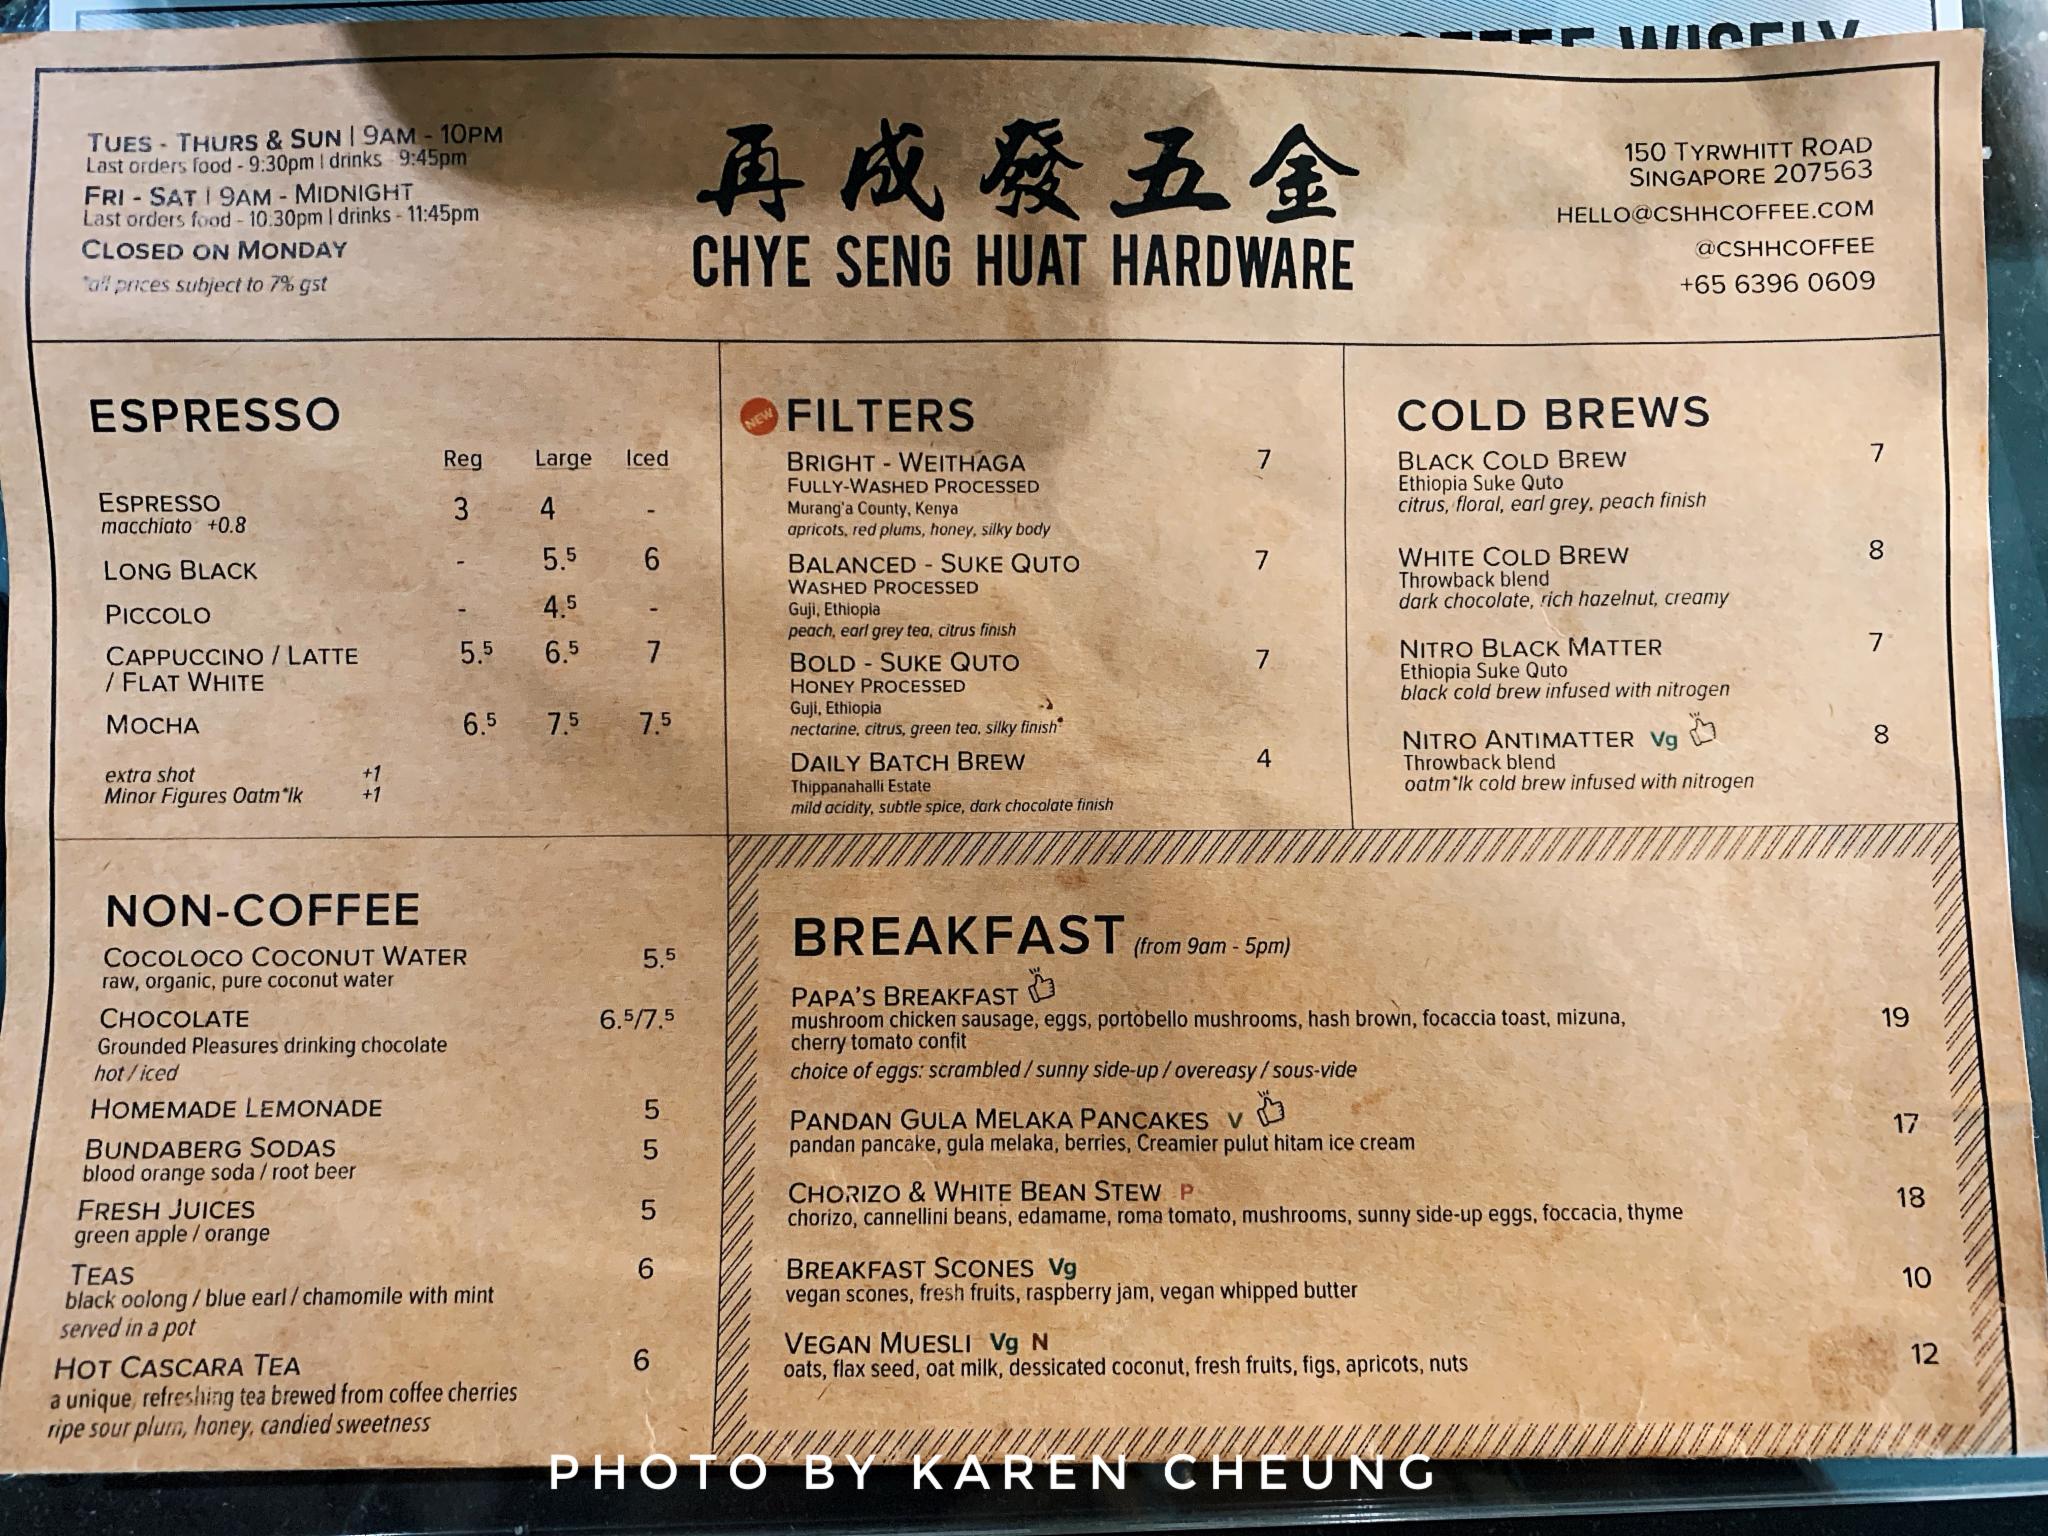 COFFEE WISELY
TUES - THURS & SUN | 9AM - 10PM
Last orders food - 9:30pm | drinks - 9:45pm
FRI - SAT | 9AM - MIDNIGHT
Last orders food - 10:30pm | drinks - 11:45pm
CLOSED ON MONDAY
*all prices subject to 7% gst
再成發五金
CHYE SENG HUAT HARDWARE
150 TYRWHITT ROAD
SINGAPORE 207563
HELLO@CSHHCOFFEE.COM
@CSHHCOFFEE
+65 6396 0609
ESPRESSO
Reg Large Iced
ESPRESSO 3 4 -
macchiato +0.8
LONG BLACK - 5.5 6
PICCOLO - 4.5 -
CAPPUCCINO / LATTE 5.5 6.5 7
/ FLAT WHITE
MOCHA 6.5 7.5 7.5
extra shot +1
Minor Figures Oatm*lk +1
NEW FILTERS
BRIGHT - WEITHAGA 7
FULLY-WASHED PROCESSED
Murang'a County, Kenya
apricots, red plums, honey, silky body
BALANCED - SUKE QUTO 7
WASHED PROCESSED
Guji, Ethiopia
peach, earl grey tea, citrus finish
BOLD - SUKE QUTO 7
HONEY PROCESSED
Guji, Ethiopia
nectarine, citrus, green tea, silky finish
DAILY BATCH BREW 4
Thippanahalli Estate
mild acidity, subtle spice, dark chocolate finish
COLD BREWS
BLACK COLD BREW 7
Ethiopia Suke Quto
citrus, floral, earl grey, peach finish
WHITE COLD BREW 8
Throwback blend
dark chocolate, rich hazelnut, creamy
NITRO BLACK MATTER 7
Ethiopia Suke Quto
black cold brew infused with nitrogen
NITRO ANTIMATTER Vg 8
Throwback blend
oatm*lk cold brew infused with nitrogen
NON-COFFEE
COCOLOCO COCONUT WATER 5.5
raw, organic, pure coconut water
CHOCOLATE 6.5/7.5
Grounded Pleasures drinking chocolate
hot / iced
HOMEMADE LEMONADE 5
BUNDABERG SODAS 5
blood orange soda / root beer
FRESH JUICES 5
green apple / orange
TEAS 6
black oolong / blue earl / chamomile with mint
served in a pot
HOT CASCARA TEA 6
a unique, refreshing tea brewed from coffee cherries
ripe sour plum, honey, candied sweetness
BREAKFAST (from 9am - 5pm)
PAPA'S BREAKFAST
mushroom chicken sausage, eggs, portobello mushrooms, hash brown, focaccia toast, mizuna, 19
cherry tomato confit
choice of eggs: scrambled / sunny side-up / overeasy / sous-vide
PANDAN GULA MELAKA PANCAKES V 17
pandan pancake, gula melaka, berries, Creamier pulut hitam ice cream
CHORIZO & WHITE BEAN STEW P 18
chorizo, cannellini beans, edamame, roma tomato, mushrooms, sunny side-up eggs, foccacia, thyme
BREAKFAST SCONES Vg 10
vegan scones, fresh fruits, raspberry jam, vegan whipped butter
VEGAN MUESLI Vg N 12
oats, flax seed, oat milk, dessicated coconut, fresh fruits, figs, apricots, nuts
PHOTO BY KAREN CHEUNG